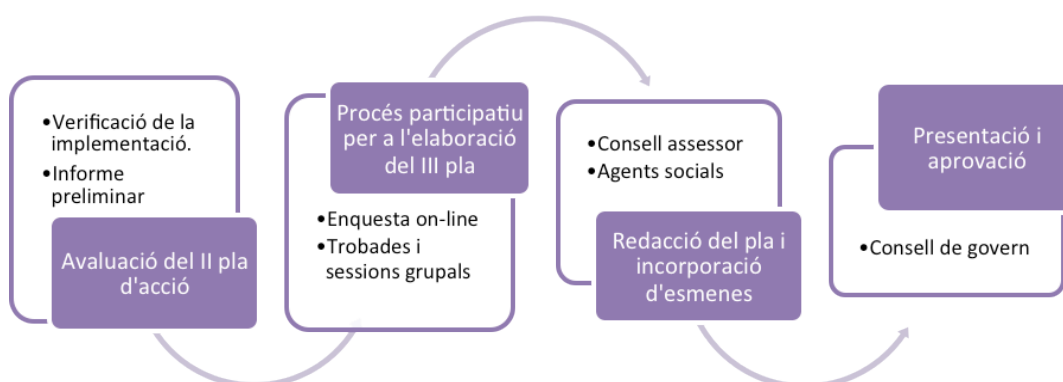 •Verificació de la
implementació.
•Informe
preliminar
Avaluació del II pla
d'acció
Procés participatiu
per a l'elaboració
del III pla
•Enquesta on-line
•Trobades i
sessions grupals
•Consell assessor
•Agents socials
Redacció del pla i
incorporació
d'esmenes
Presentació i
aprovació
•Consell de govern